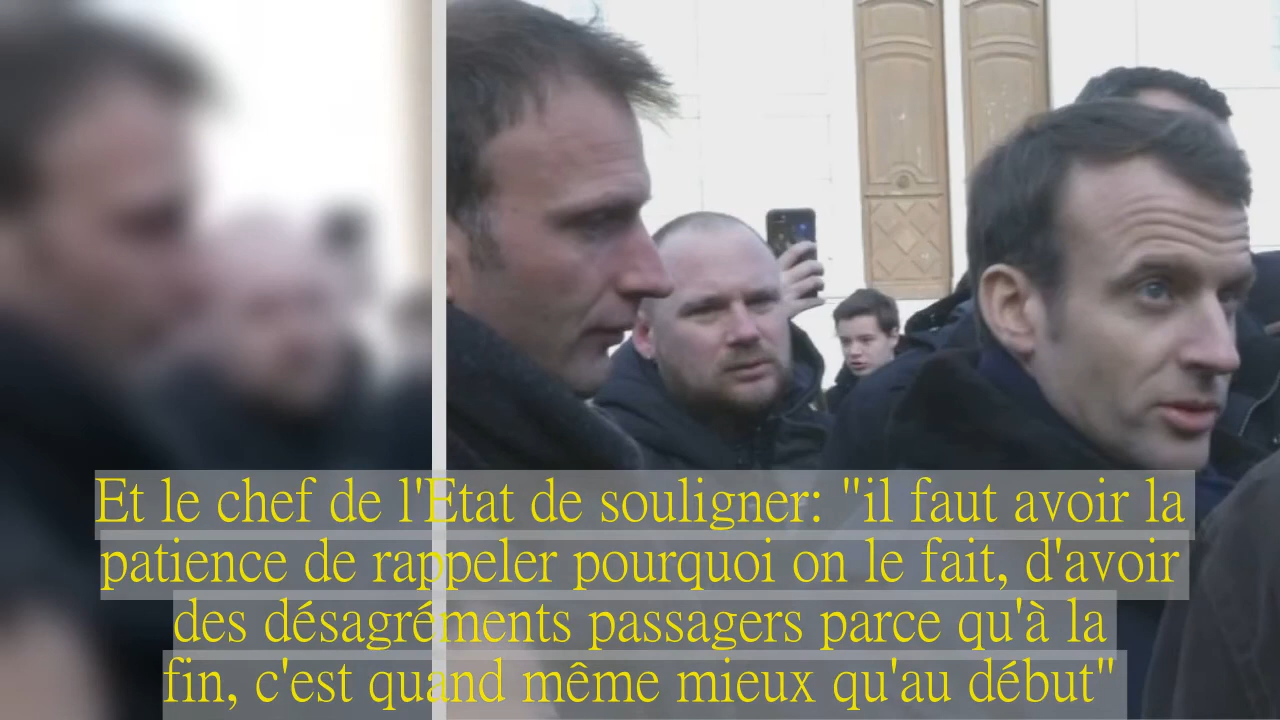 Et le chef de l'Etat de souligner: "il faut avoir la
patience de rappeler pourquoi on le fait, d'avoir
des désagréments passagers parce qu'à la
fin, c'est quand même mieux qu'au début"